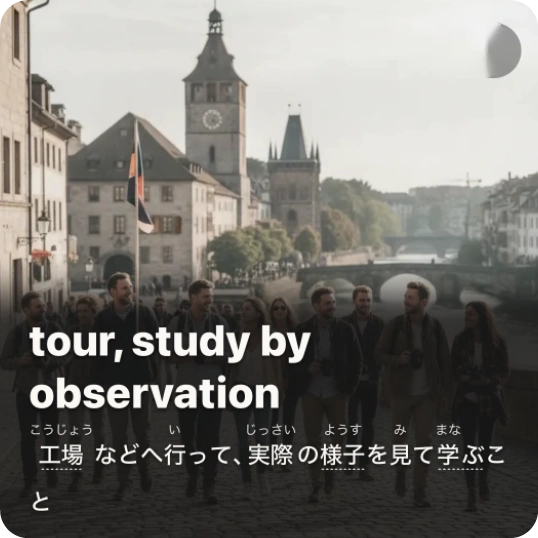 tour, study by
observation
こうじょう い じっさい ようす み まな
工場などへ行って、実際の様子を見て学ぶこ
と